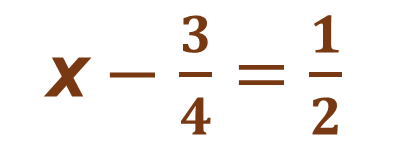 x − 3/4 = 1/2